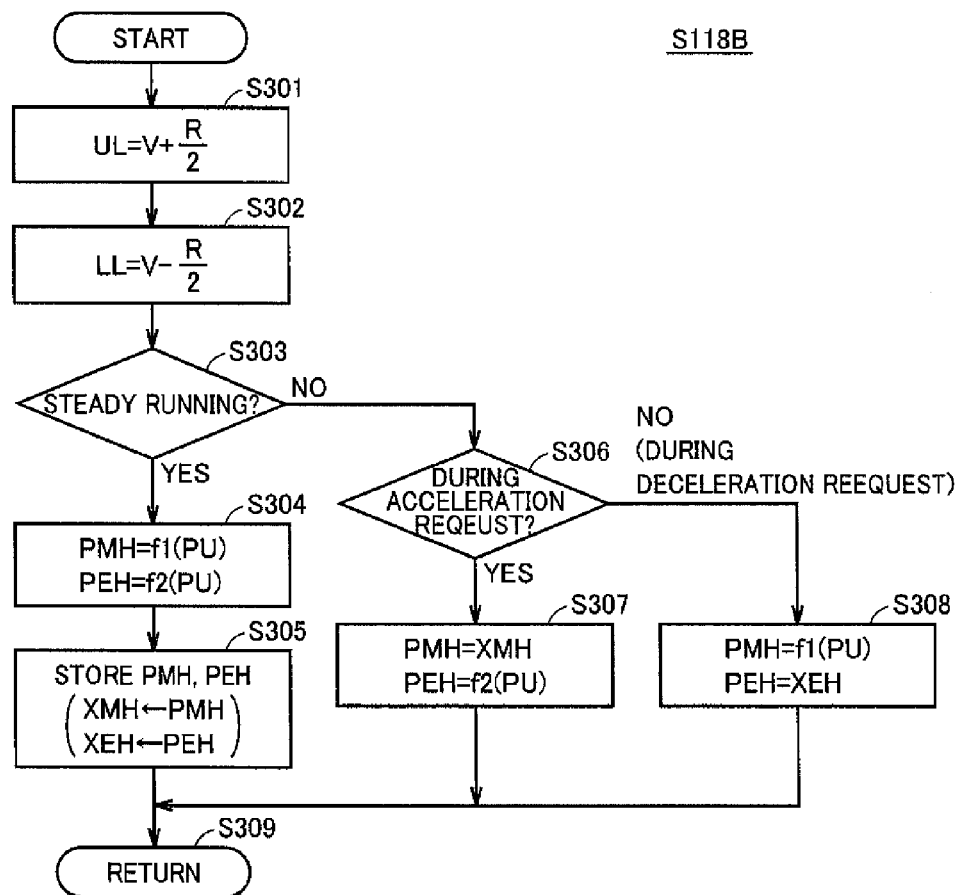 START
S118B
S301
UL=V+R/2
S302
LL=V-R/2
S303
STEADY RUNNING?
NO
YES
S306
DURING
ACCELERATION
REQEUST?
NO
(DURING
DECELERATION REEQUEST)
YES
S304
PMH=f1(PU)
PEH=f2(PU)
S305
STORE PMH, PEH
(XMH←PMH
XEH←PEH)
S307
PMH=XMH
PEH=f2(PU)
S308
PMH=f1(PU)
PEH=XEH
S309
RETURN